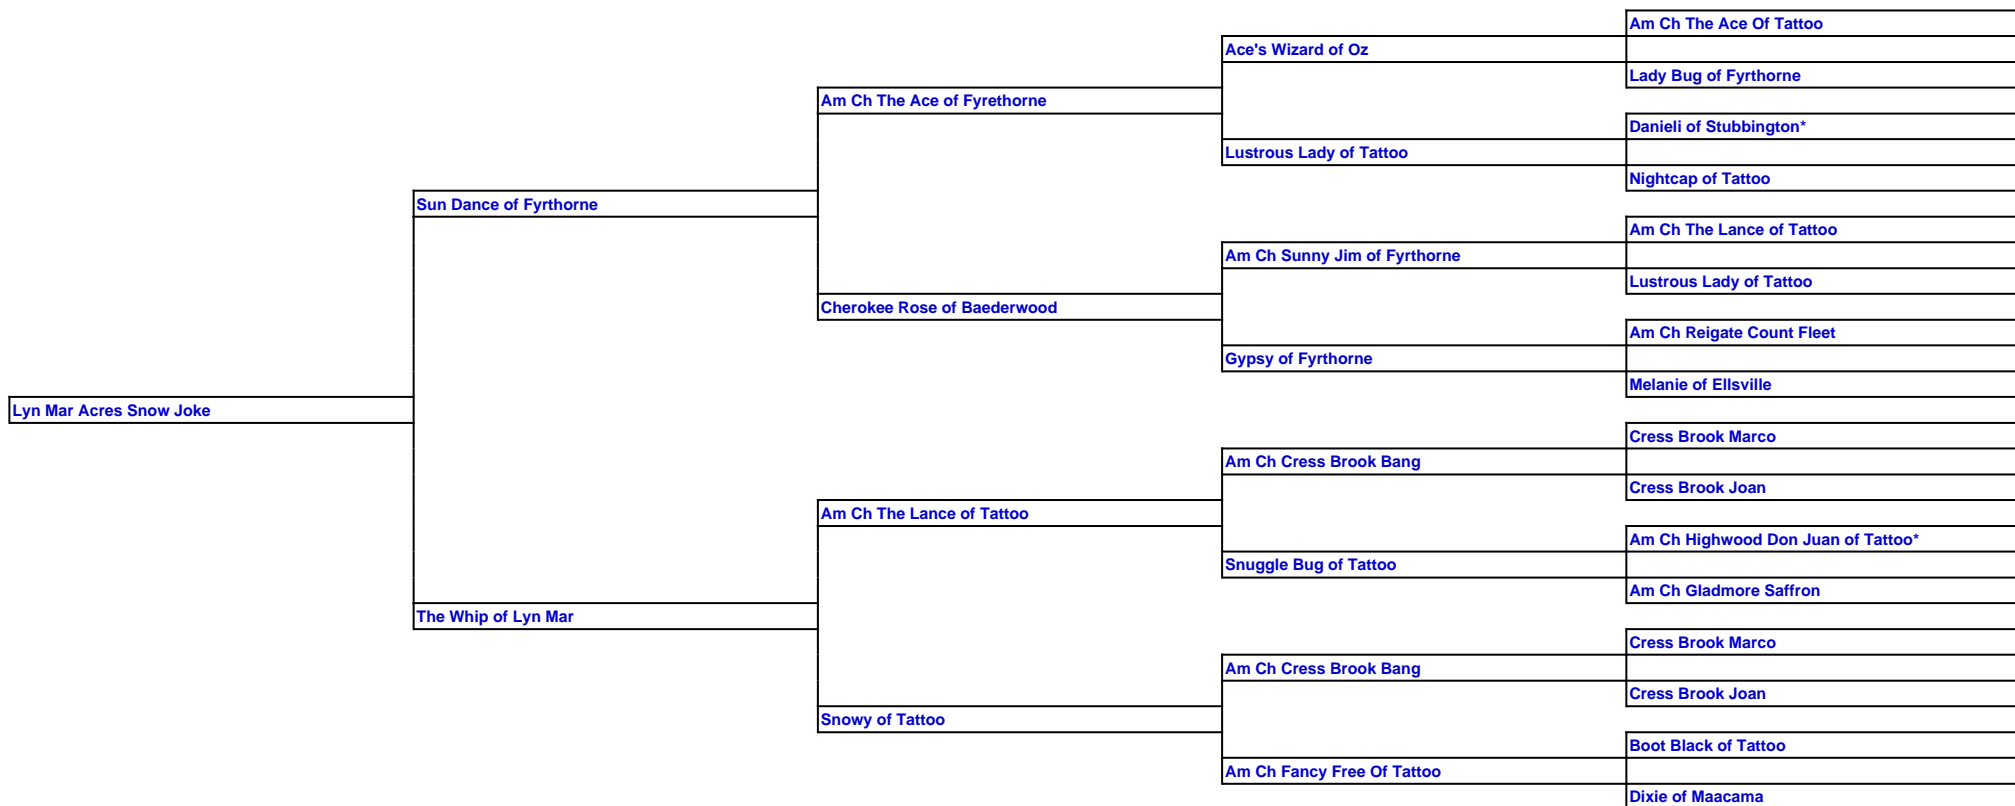 Am Ch The Ace Of Tattoo
Ace's Wizard of Oz
Lady Bug of Fyrthorne
Am Ch The Ace of Fyrethorne
Danieli of Stubbington*
Lustrous Lady of Tattoo
Nightcap of Tattoo
Sun Dance of Fyrthorne
Am Ch The Lance of Tattoo
Am Ch Sunny Jim of Fyrthorne
Lustrous Lady of Tattoo
Cherokee Rose of Baederwood
Am Ch Reigate Count Fleet
Gypsy of Fyrthorne
Melanie of Ellsville
Lyn Mar Acres Snow Joke
Cress Brook Marco
Am Ch Cress Brook Bang
Cress Brook Joan
Am Ch The Lance of Tattoo
Am Ch Highwood Don Juan of Tattoo*
Snuggle Bug of Tattoo
Am Ch Gladmore Saffron
The Whip of Lyn Mar
Cress Brook Marco
Am Ch Cress Brook Bang
Cress Brook Joan
Snowy of Tattoo
Boot Black of Tattoo
Am Ch Fancy Free Of Tattoo
Dixie of Maacama